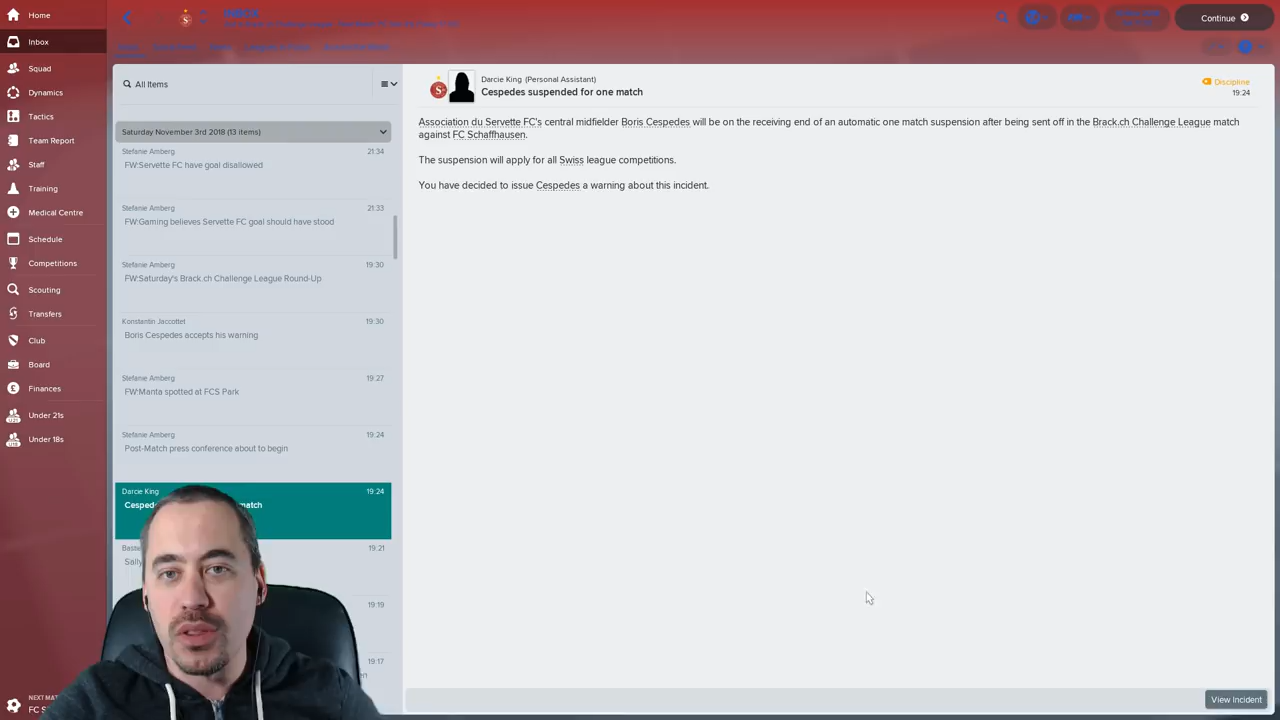 Home
INBOX
Continue
Inbox
Squad
Dynamics
Tactics
Team Report
Staff
Training
Medical Centre
Schedule
Competitions
Scouting
Transfers
Club
Board
Finances
Under 21s
Under 18s
NEXT MAT
FC S
All Items
Saturday November 3rd 2018 (13 items)
Stefanie Amberg 21:34
FW:Servette FC have goal disallowed
Stefanie Amberg 21:33
FW:Gaming believes Servette FC goal should have stood
Stefanie Amberg 19:30
FW:Saturday's Brack.ch Challenge League Round-Up
Konstantin Jaccottet 19:30
Boris Cespedes accepts his warning
Stefanie Amberg 19:27
FW:Manta spotted at FCS Park
Stefanie Amberg 19:24
Post-Match press conference about to begin
Darcie King 19:24
Cesped match
Bast 19:21
Sally
19:19
19:17
en
Darcie King (Personal Assistant)
Cespedes suspended for one match
Discipline
19:24
Association du Servette FC's central midfielder Boris Cespedes will be on the receiving end of an automatic one match suspension after being sent off in the Brack.ch Challenge League match
against FC Schaffhausen.
The suspension will apply for all Swiss league competitions.
You have decided to issue Cespedes a warning about this incident.
View Incident